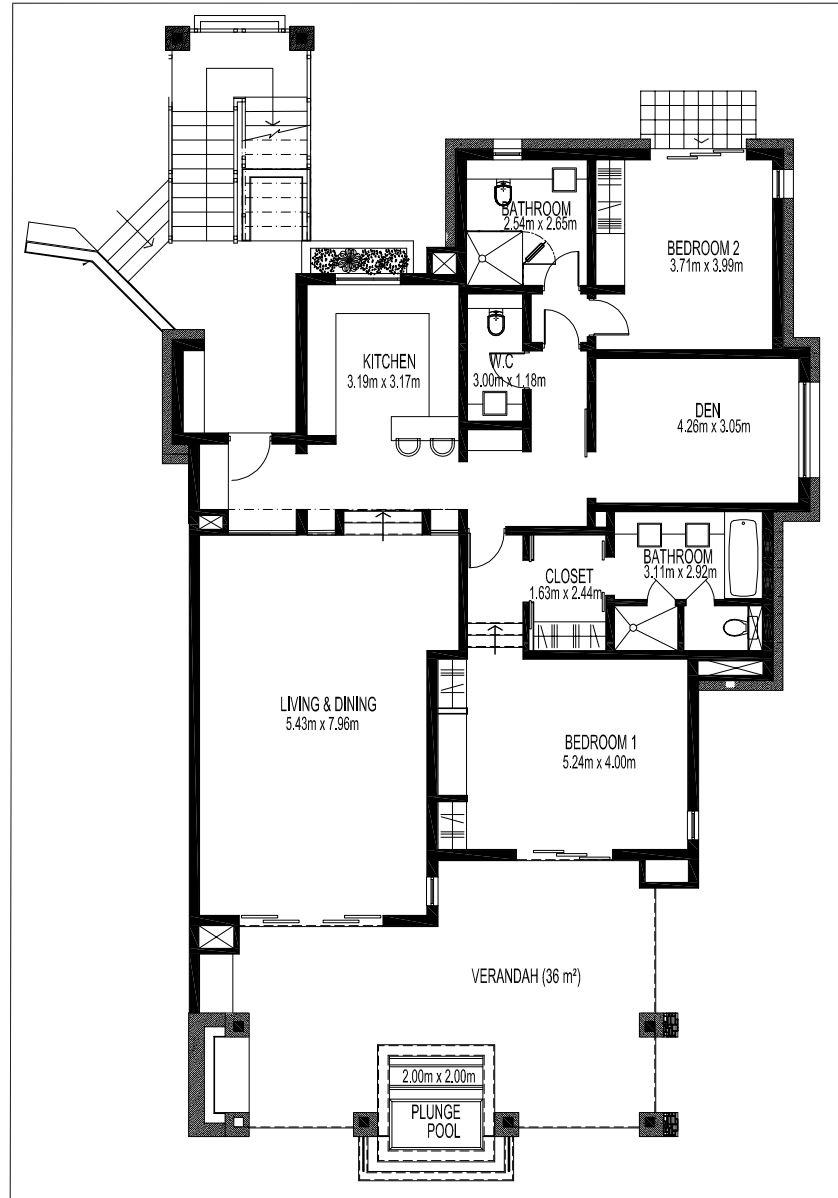 BATHROOM
2.54m x 2.65m
BEDROOM 2
3.71m x 3.99m
KITCHEN
3.19m x 3.17m
W.C
3.00m x 1.18m
DEN
4.26m x 3.05m
BATHROOM
3.11m x 2.92m
CLOSET
1.63m x 2.44m
LIVING & DINING
5.43m x 7.96m
BEDROOM 1
5.24m x 4.00m
VERANDAH (36 m²)
2.00m x 2.00m
PLUNGE
POOL